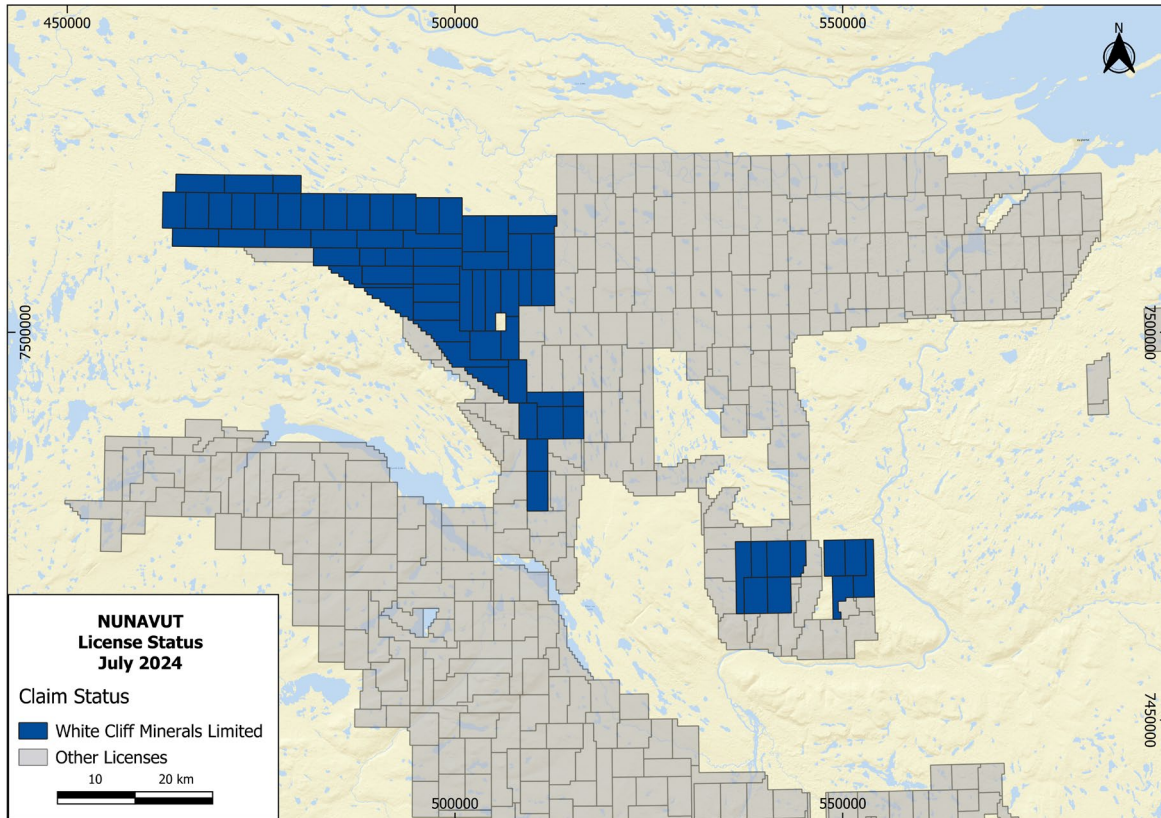 450000
500000
550000
N
7500000
7500000
NUNAVUT
License Status
July 2024
Claim Status
White Cliff Minerals Limited
Other Licenses
10
20 km
7450000
500000
550000